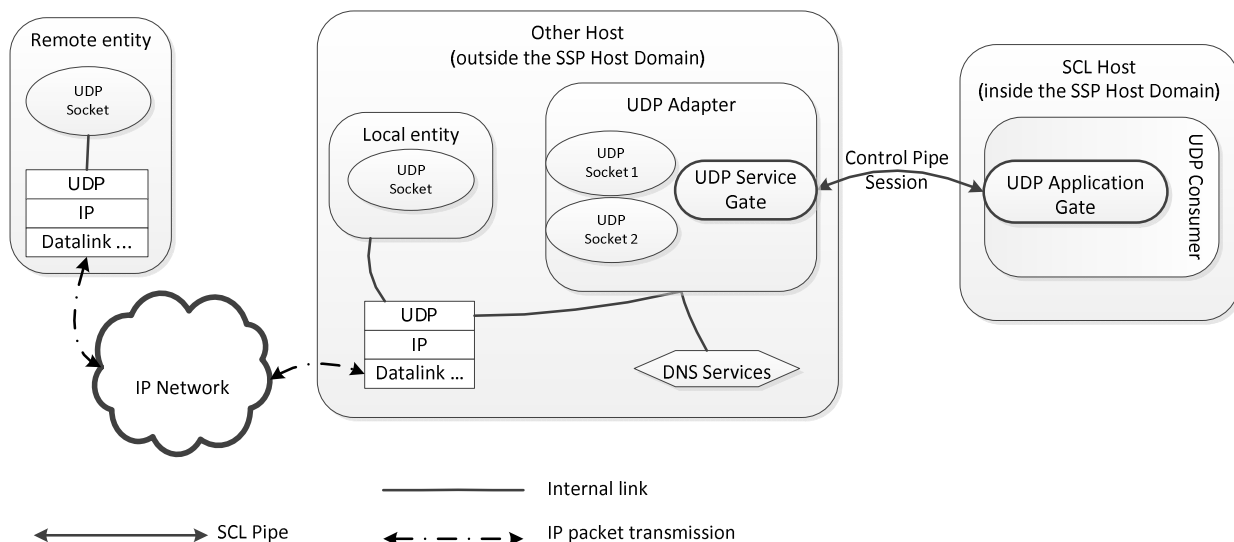 Remote entity
UDP
Socket
UDP
IP
Datalink ...
IP Network
Other Host
(outside the SSP Host Domain)
Local entity
UDP
Socket
UDP
IP
Datalink ...
UDP Adapter
UDP
Socket 1
UDP
Socket 2
UDP Service
Gate
DNS Services
Control Pipe
Session
SCL Host
(inside the SSP Host Domain)
UDP Application
Gate
UDP Consumer
Internal link
SCL Pipe
IP packet transmission